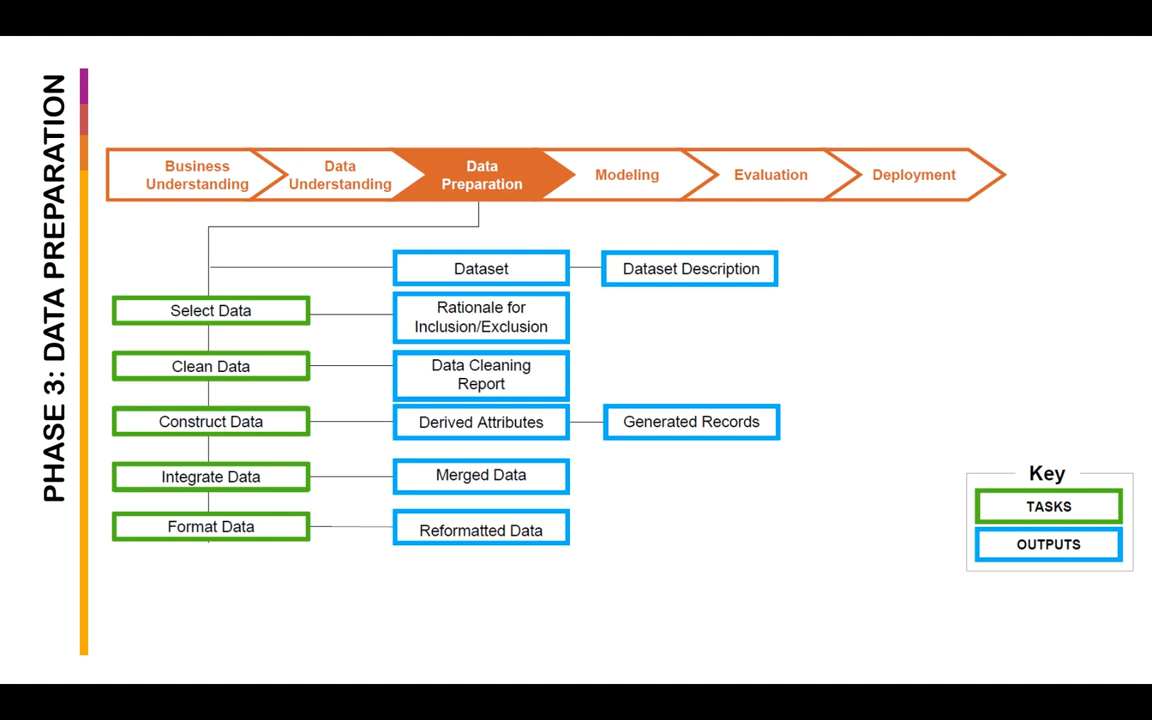 PHASE 3: DATA PREPARATION
Business
Understanding
Data
Understanding
Data
Preparation
Modeling
Evaluation
Deployment
Dataset
Dataset Description
Select Data
Rationale for
Inclusion/Exclusion
Clean Data
Data Cleaning
Report
Construct Data
Derived Attributes
Generated Records
Integrate Data
Merged Data
Format Data
Reformatted Data
Key
TASKS
OUTPUTS